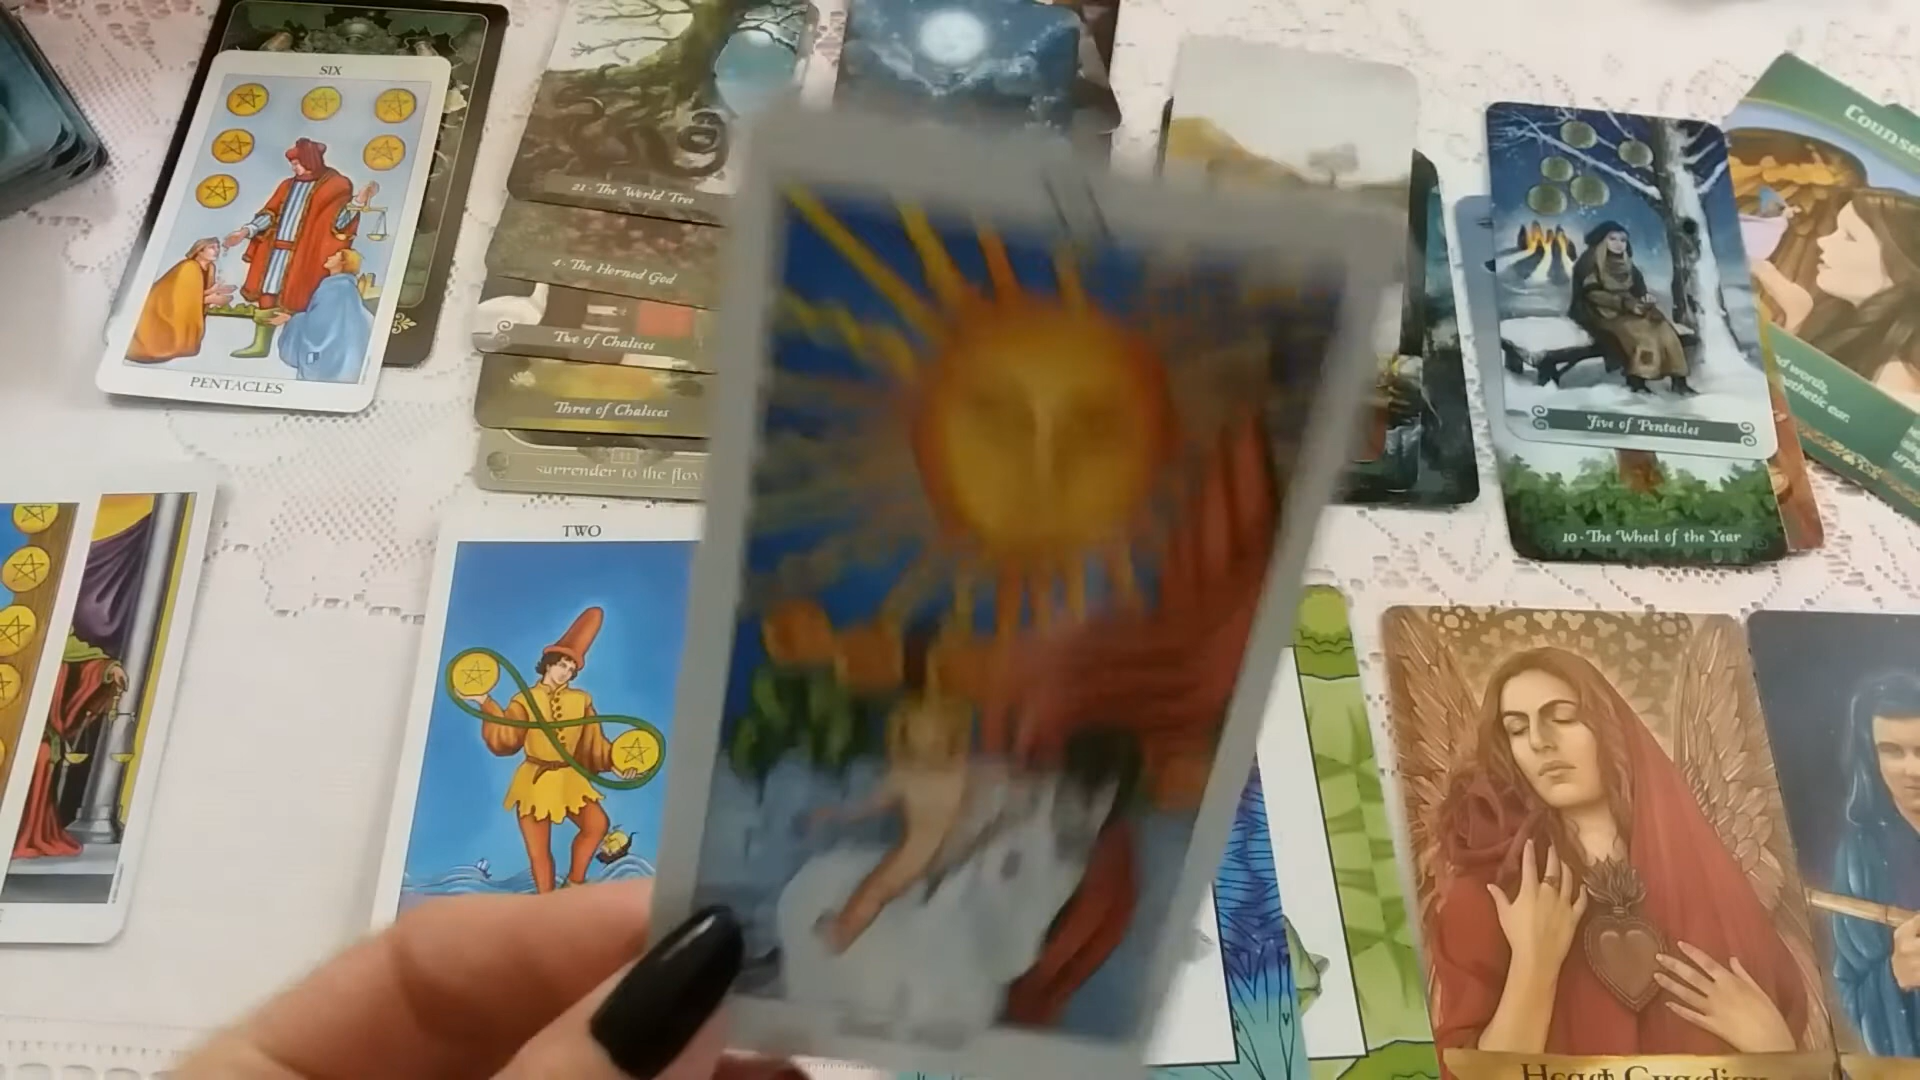 SIX
PENTACLES
21 - The World Tree
4 - The Horned God
Two of Chalices
Three of Chalices
surrender to the flow
TWO
Five of Pentacles
10 - The Wheel of the Year
Heart Guardian